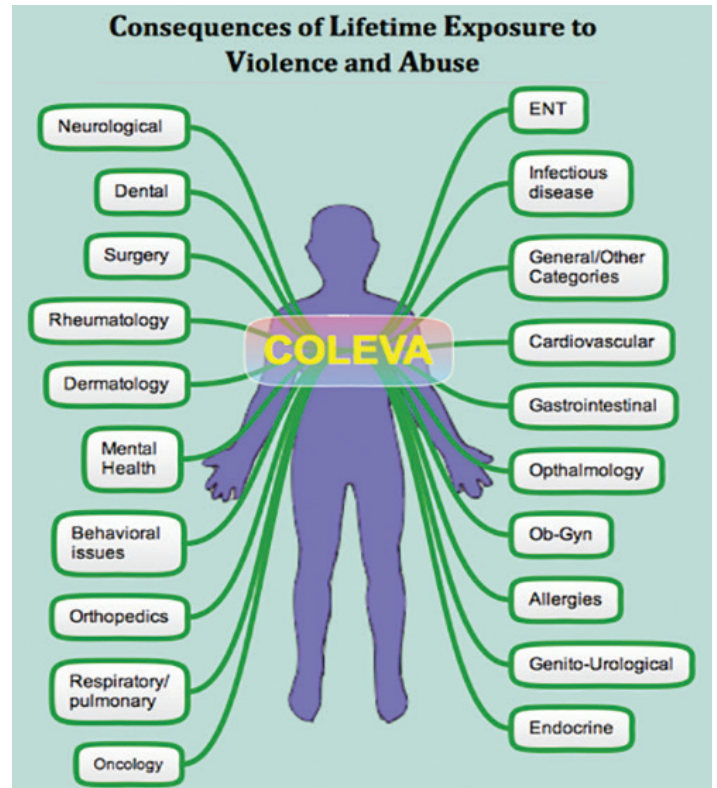 Consequences of Lifetime Exposure to
Violence and Abuse
Neurological
Dental
Surgery
Rheumatology
Dermatology
Mental
Health
Behavioral
issues
Orthopedics
Respiratory/
pulmonary
Oncology
COLEVA
ENT
Infectious
disease
General/Other
Categories
Cardiovascular
Gastrointestinal
Opthalmology
Ob-Gyn
Allergies
Genito-Urological
Endocrine